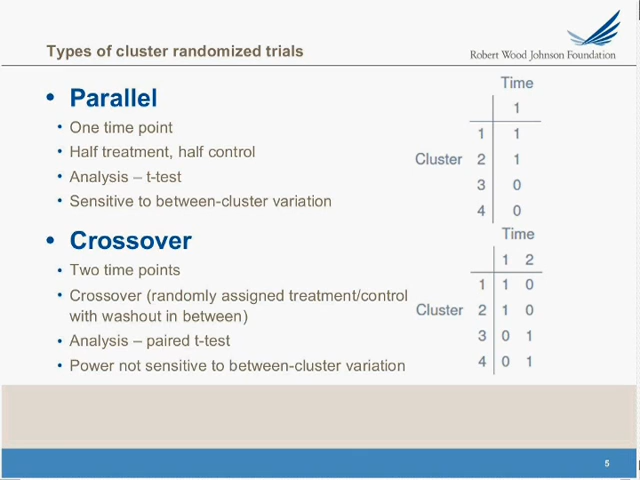 Types of cluster randomized trials
Robert Wood Johnson Foundation
• Parallel
• One time point
• Half treatment, half control
• Analysis – t-test
• Sensitive to between-cluster variation
Time
1
1 1
Cluster 2 1
3 0
4 0
• Crossover
• Two time points
• Crossover (randomly assigned treatment/control
with washout in between)
• Analysis – paired t-test
• Power not sensitive to between-cluster variation
Time
1 2
1 1 0
Cluster 2 1 0
3 0 1
4 0 1
5